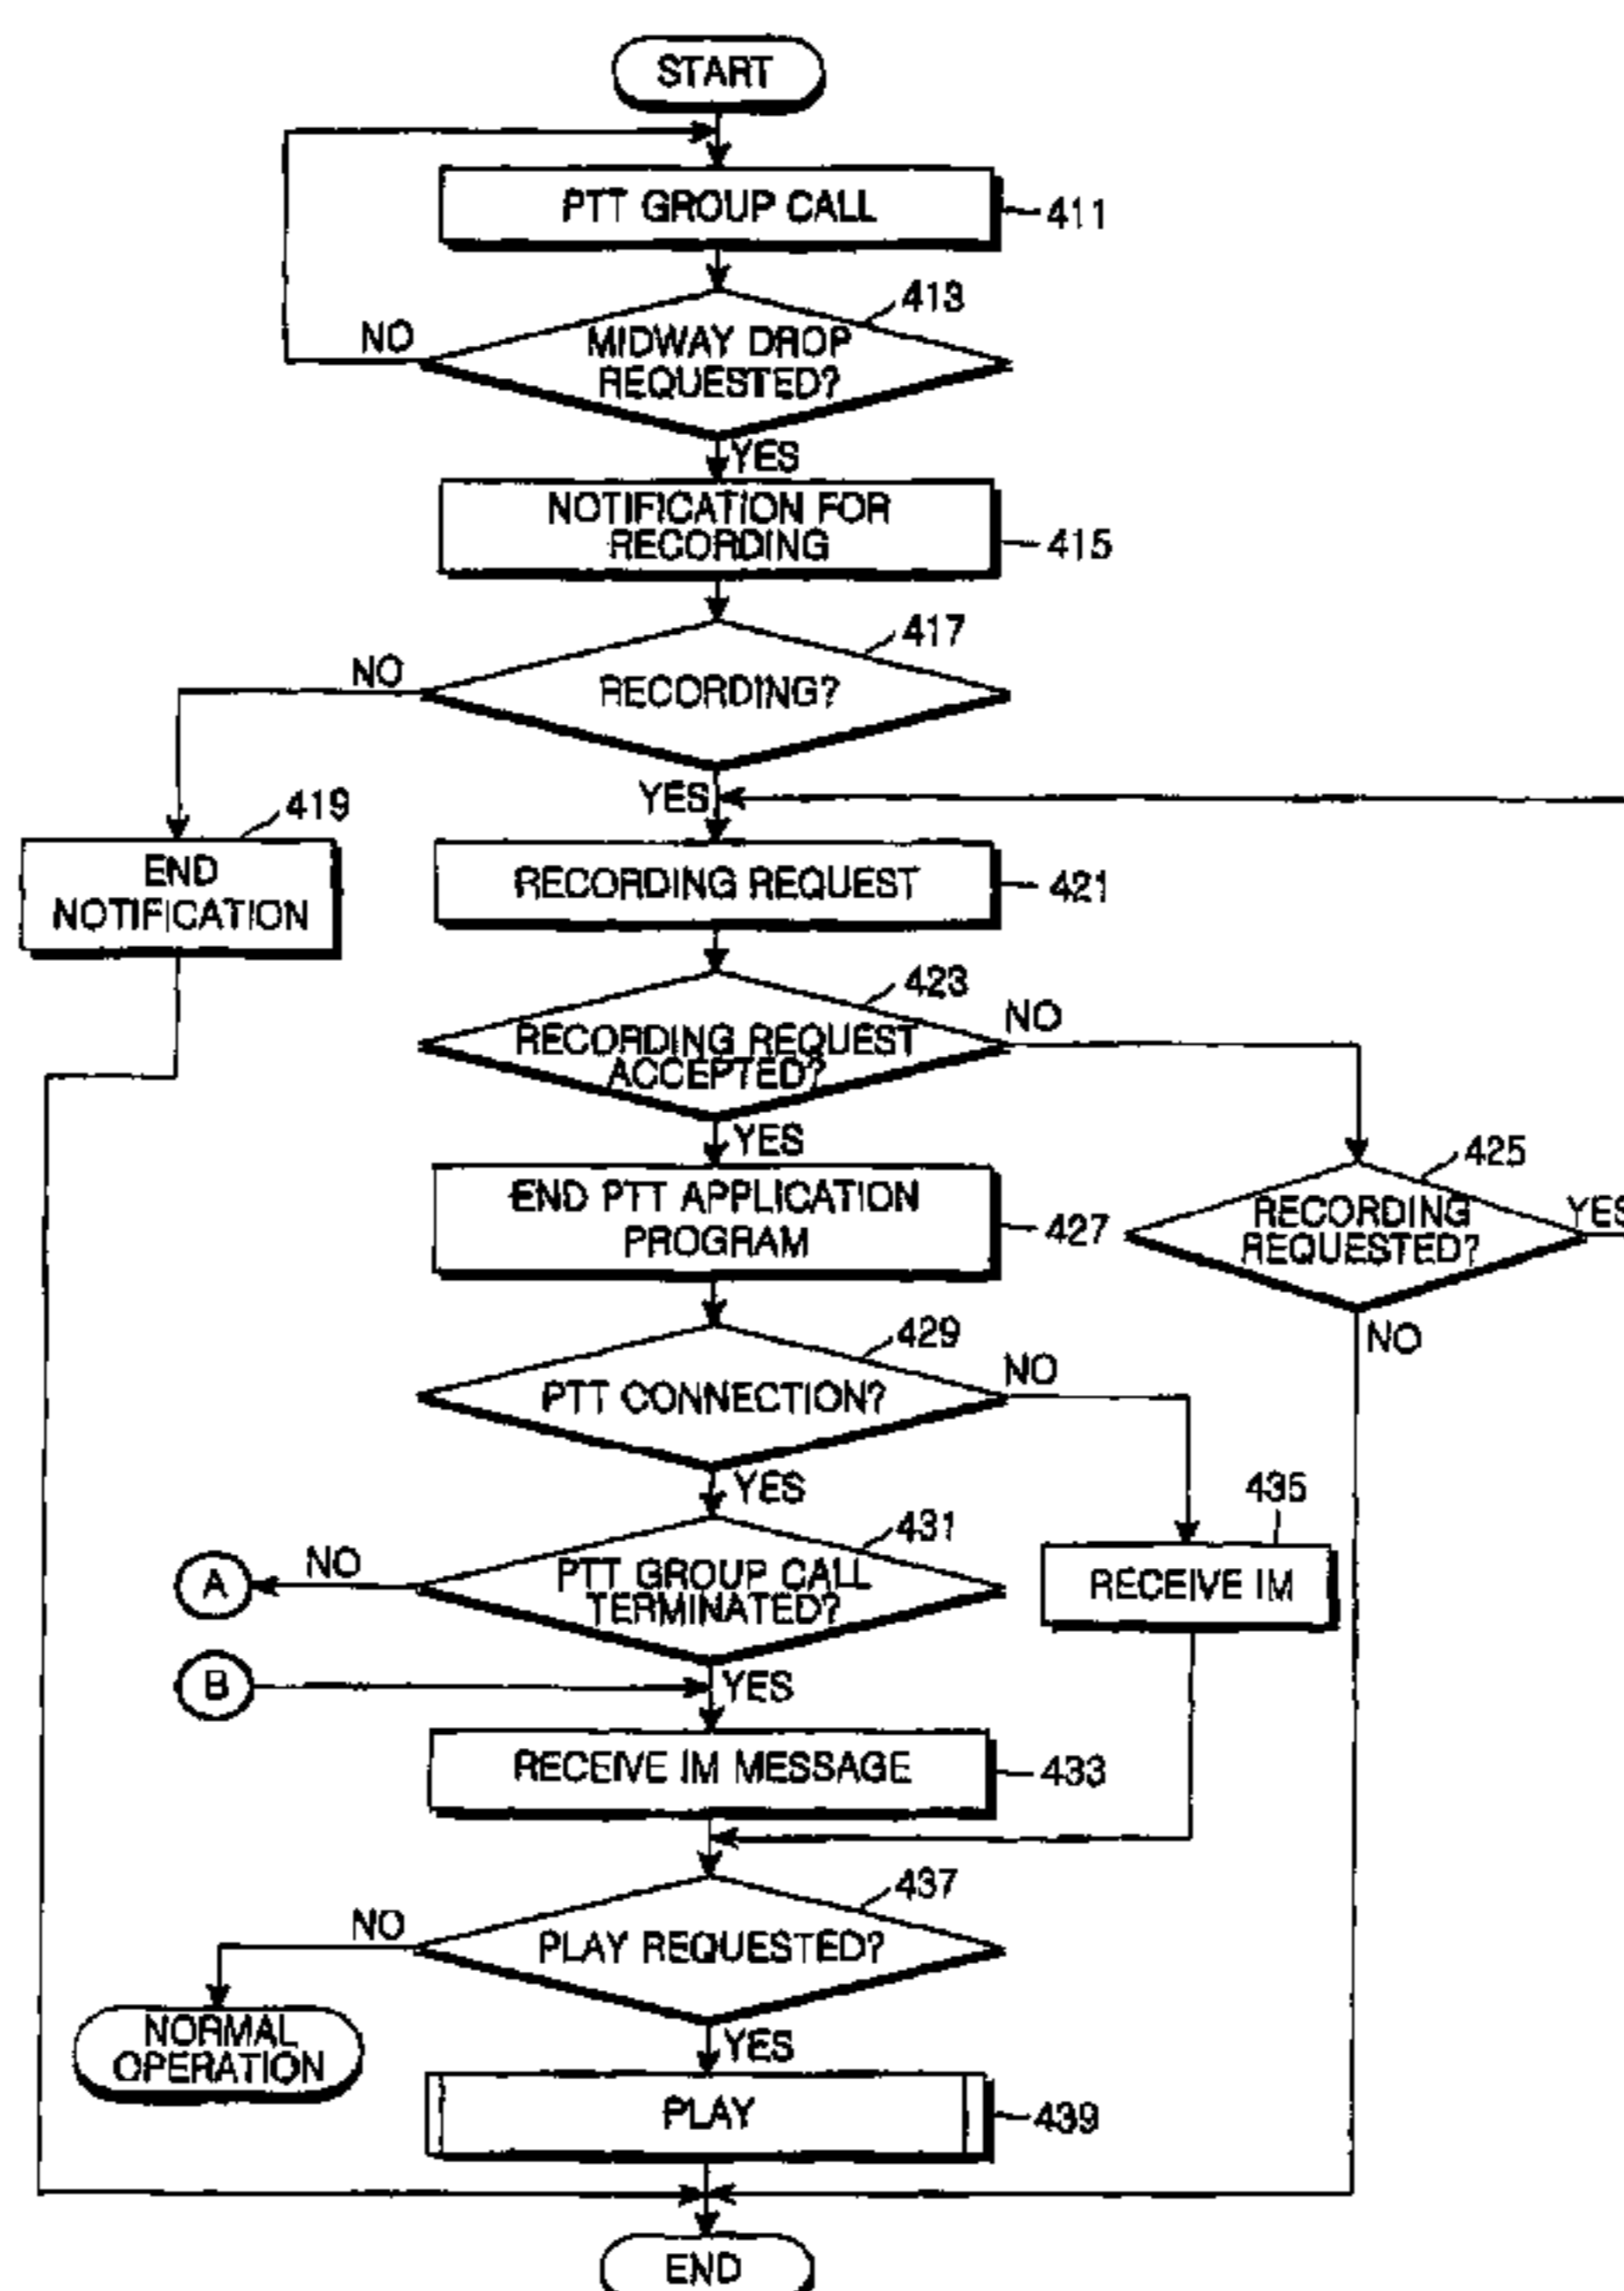 START
PTT GROUP CALL
411
413
MIDWAY DROP
REQUESTED?
NO
YES
NOTIFICATION FOR
RECORDING
415
417
RECORDING?
NO
YES
419
END
NOTIFICATION
RECORDING REQUEST
421
423
RECORDING REQUEST
ACCEPTED?
NO
YES
425
RECORDING
REQUESTED?
YES
NO
END PTT APPLICATION
PROGRAM
427
429
PTT CONNECTION?
NO
YES
435
RECEIVE IM
431
PTT GROUP CALL
TERMINATED?
NO
A
YES
B
RECEIVE IM MESSAGE
433
437
PLAY REQUESTED?
NO
YES
NORMAL
OPERATION
PLAY
439
END